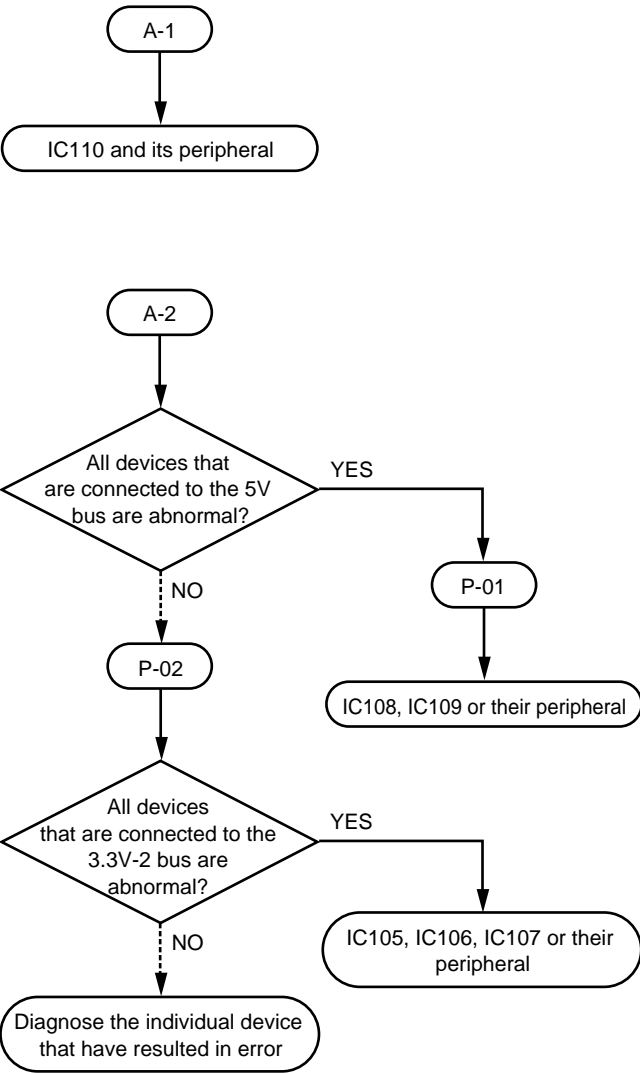 A-1
IC110 and its peripheral
A-2
All devices that
are connected to the 5V
bus are abnormal?
YES
NO
P-01
IC108, IC109 or their peripheral
P-02
All devices
that are connected to the
3.3V-2 bus are
abnormal?
YES
NO
IC105, IC106, IC107 or their
peripheral
Diagnose the individual device
that have resulted in error